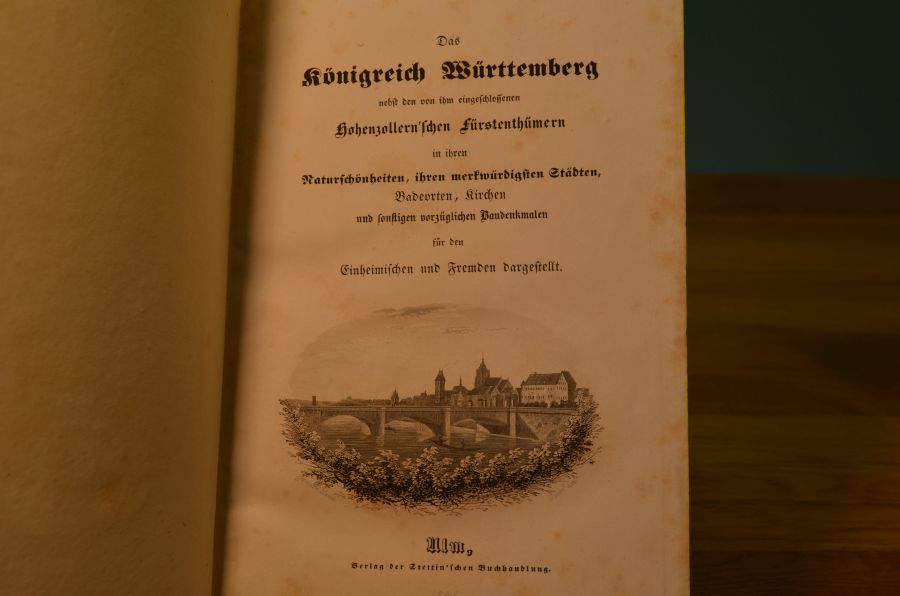 Das
Königreich Württemberg
nebst den von ihm eingeschlossenen
Hohenzollern'schen Fürstenthümern
in ihren
Naturschönheiten, ihren merkwürdigsten Städten,
Badeorten, Kirchen
und sonstigen vorzüglichen Baudenkmalen
für den
Einheimischen und Fremden dargestellt.
Ulm,
Verlag der Stettin'schen Buchhandlung.